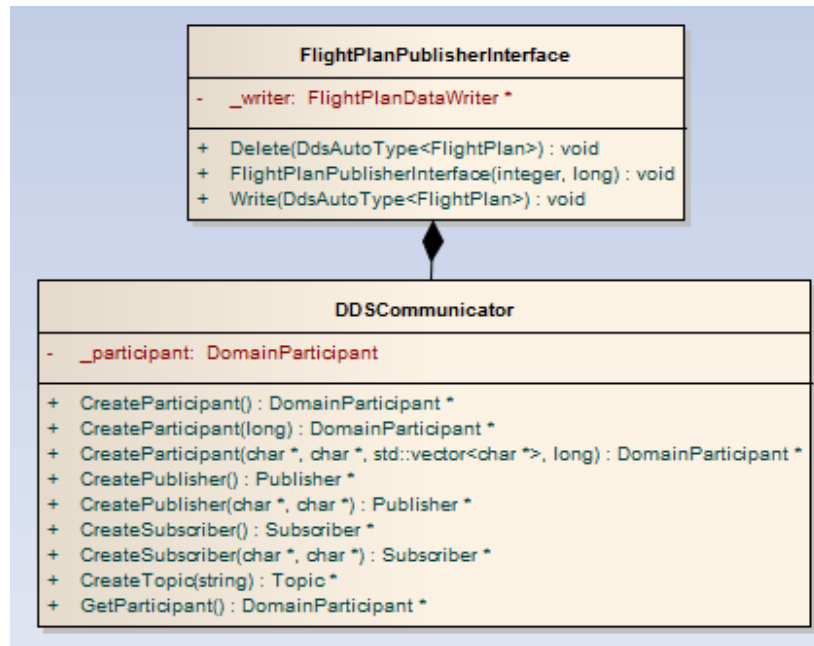 FlightPlanPublisherInterface
- _writer: FlightPlanDataWriter *
+ Delete(DdsAutoType<FlightPlan>) : void
+ FlightPlanPublisherInterface(integer, long) : void
+ Write(DdsAutoType<FlightPlan>) : void
DDSCommunicator
- _participant: DomainParticipant
+ CreateParticipant() : DomainParticipant *
+ CreateParticipant(long) : DomainParticipant *
+ CreateParticipant(char *, char *, std::vector<char *>, long) : DomainParticipant *
+ CreatePublisher() : Publisher *
+ CreatePublisher(char *, char *) : Publisher *
+ CreateSubscriber() : Subscriber *
+ CreateSubscriber(char *, char *) : Subscriber *
+ CreateTopic(string) : Topic *
+ GetParticipant() : DomainParticipant *